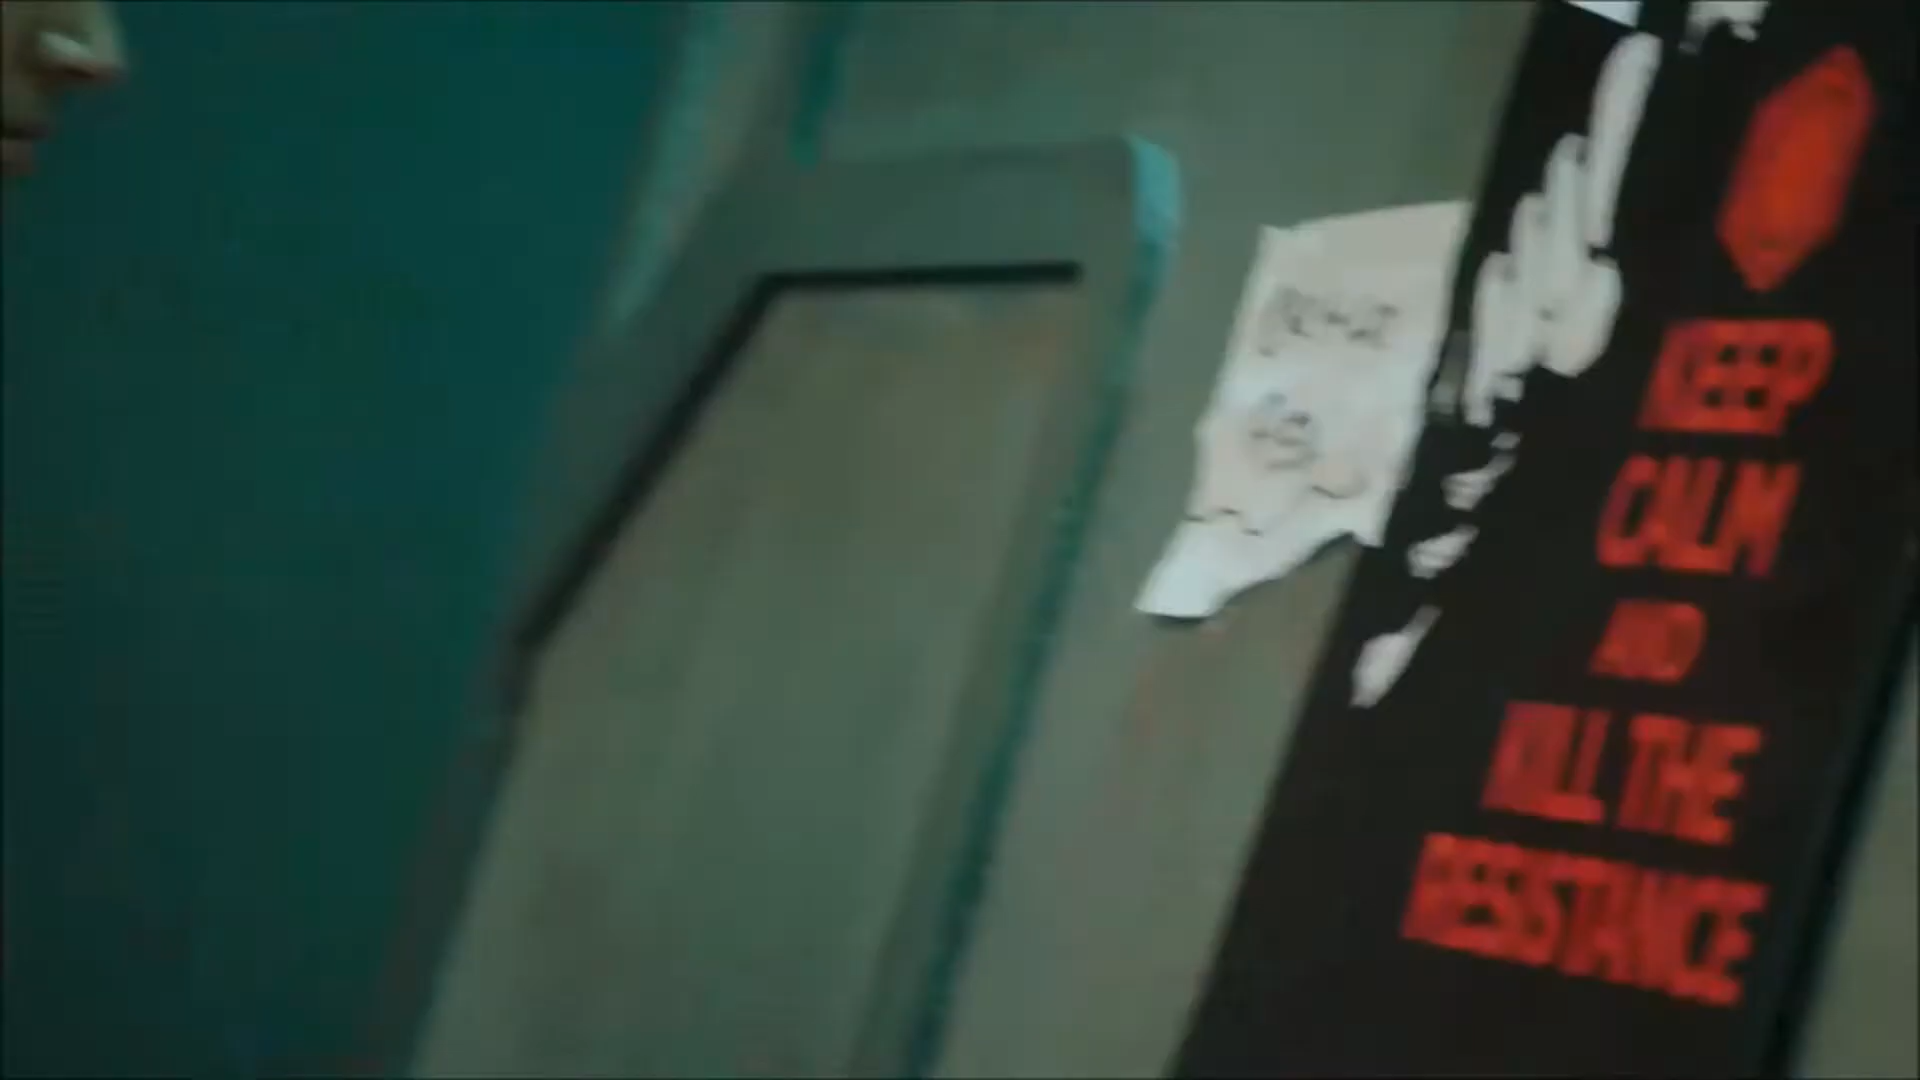 KEEP
CALM
AND
KILL THE
RESISTANCE